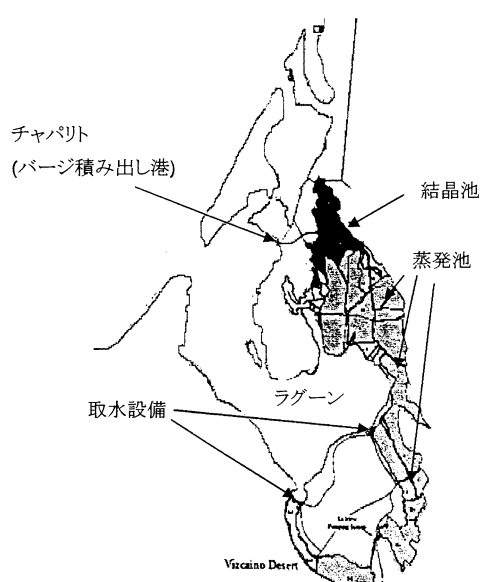 チャパリト
(バージ積み出し港)
結晶池
蒸発池
ラグーン
取水設備
Vizcaino Desert